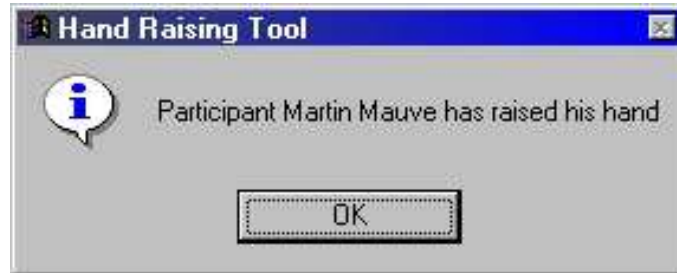 Hand Raising Tool
Participant Martin Mauve has raised his hand
OK